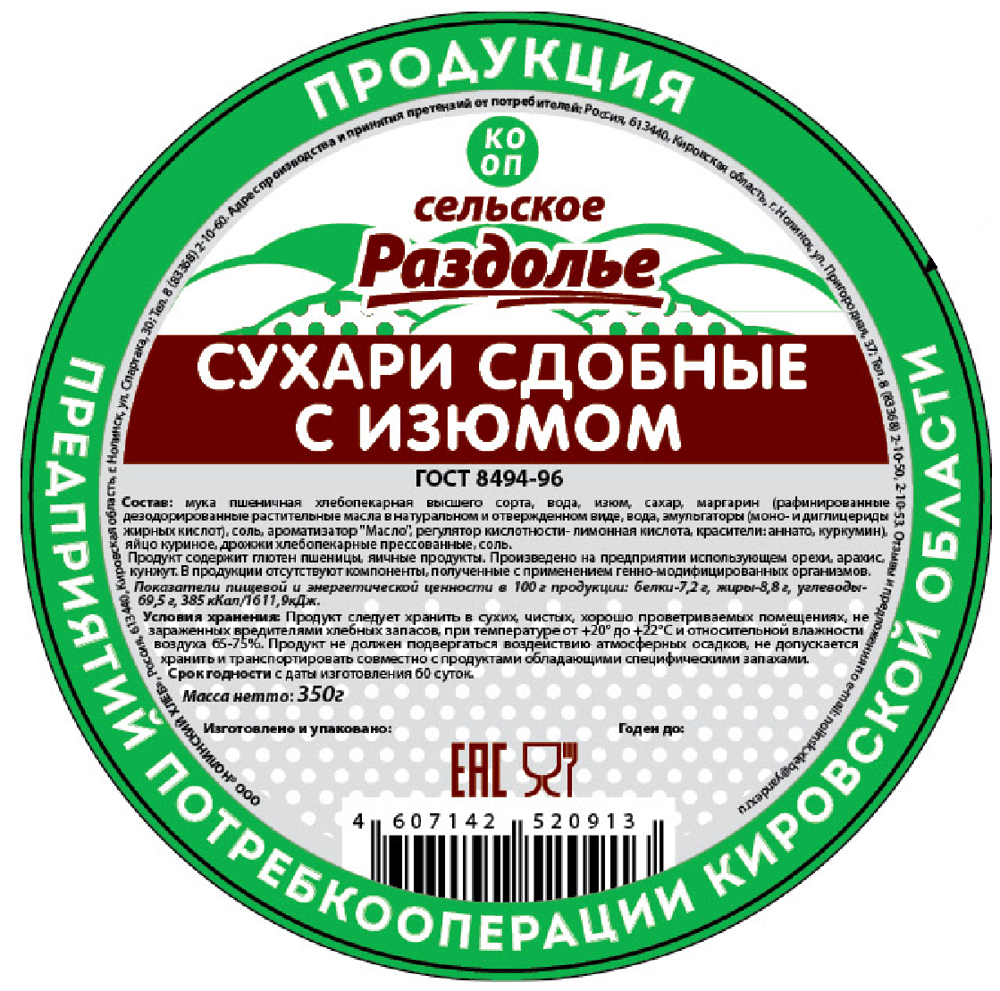 ПРОДУКЦИЯ
ПРЕДПРИЯТИЙ ПОТРЕБКООПЕРАЦИИ КИРОВСКОЙ ОБЛАСТИ
ООО «НОЛИНСКИЙ ХЛЕБ», Россия, 613440, Кировская область, г. Нолинск, ул. Спартака, 30; Тел. 8 (83368) 2-10-60. Адрес производства и принятия претензий от потребителей: Россия, 613440, Кировская область, г. Нолинск, ул. Пригородная, 37; Тел. 8 (83368) 2-10-50, 2-10-53. Отзывы и предложения по e-mail: nolinsk.xleb@yandex.ru
КО
ОП
сельское
Раздолье
СУХАРИ СДОБНЫЕ
С ИЗЮМОМ
ГОСТ 8494-96
Состав: мука пшеничная хлебопекарная высшего сорта, вода, изюм, сахар, маргарин (рафинированные
дезодорированные растительные масла в натуральном и отвержденном виде, вода, эмульгаторы (моно- и диглицериды
жирных кислот), соль, ароматизатор "Масло", регулятор кислотности- лимонная кислота, красители: аннато, куркумин),
яйцо куриное, дрожжи хлебопекарные прессованные, соль.
Продукт содержит глютен пшеницы, яичные продукты. Произведено на предприятии использующем орехи, арахис,
кунжут. В продукции отсутствуют компоненты, полученные с применением генно-модифицированных организмов.
Показатели пищевой и энергетической ценности в 100 г продукции: белки-7,2 г, жиры-8,8 г, углеводы-
69,5 г, 385 кКал/1611,9кДж.
Условия хранения: Продукт следует хранить в сухих, чистых, хорошо проветриваемых помещениях, не
зараженных вредителями хлебных запасов, при температуре от +20° до +22°С и относительной влажности
воздуха 65-75%. Продукт не должен подвергаться воздействию атмосферных осадков, не допускается
хранить и транспортировать совместно с продуктами обладающими специфическими запахами.
Срок годности с даты изготовления 60 суток.
Масса нетто: 350г
Изготовлено и упаковано: Годен до:
EAC
4 607142 520913